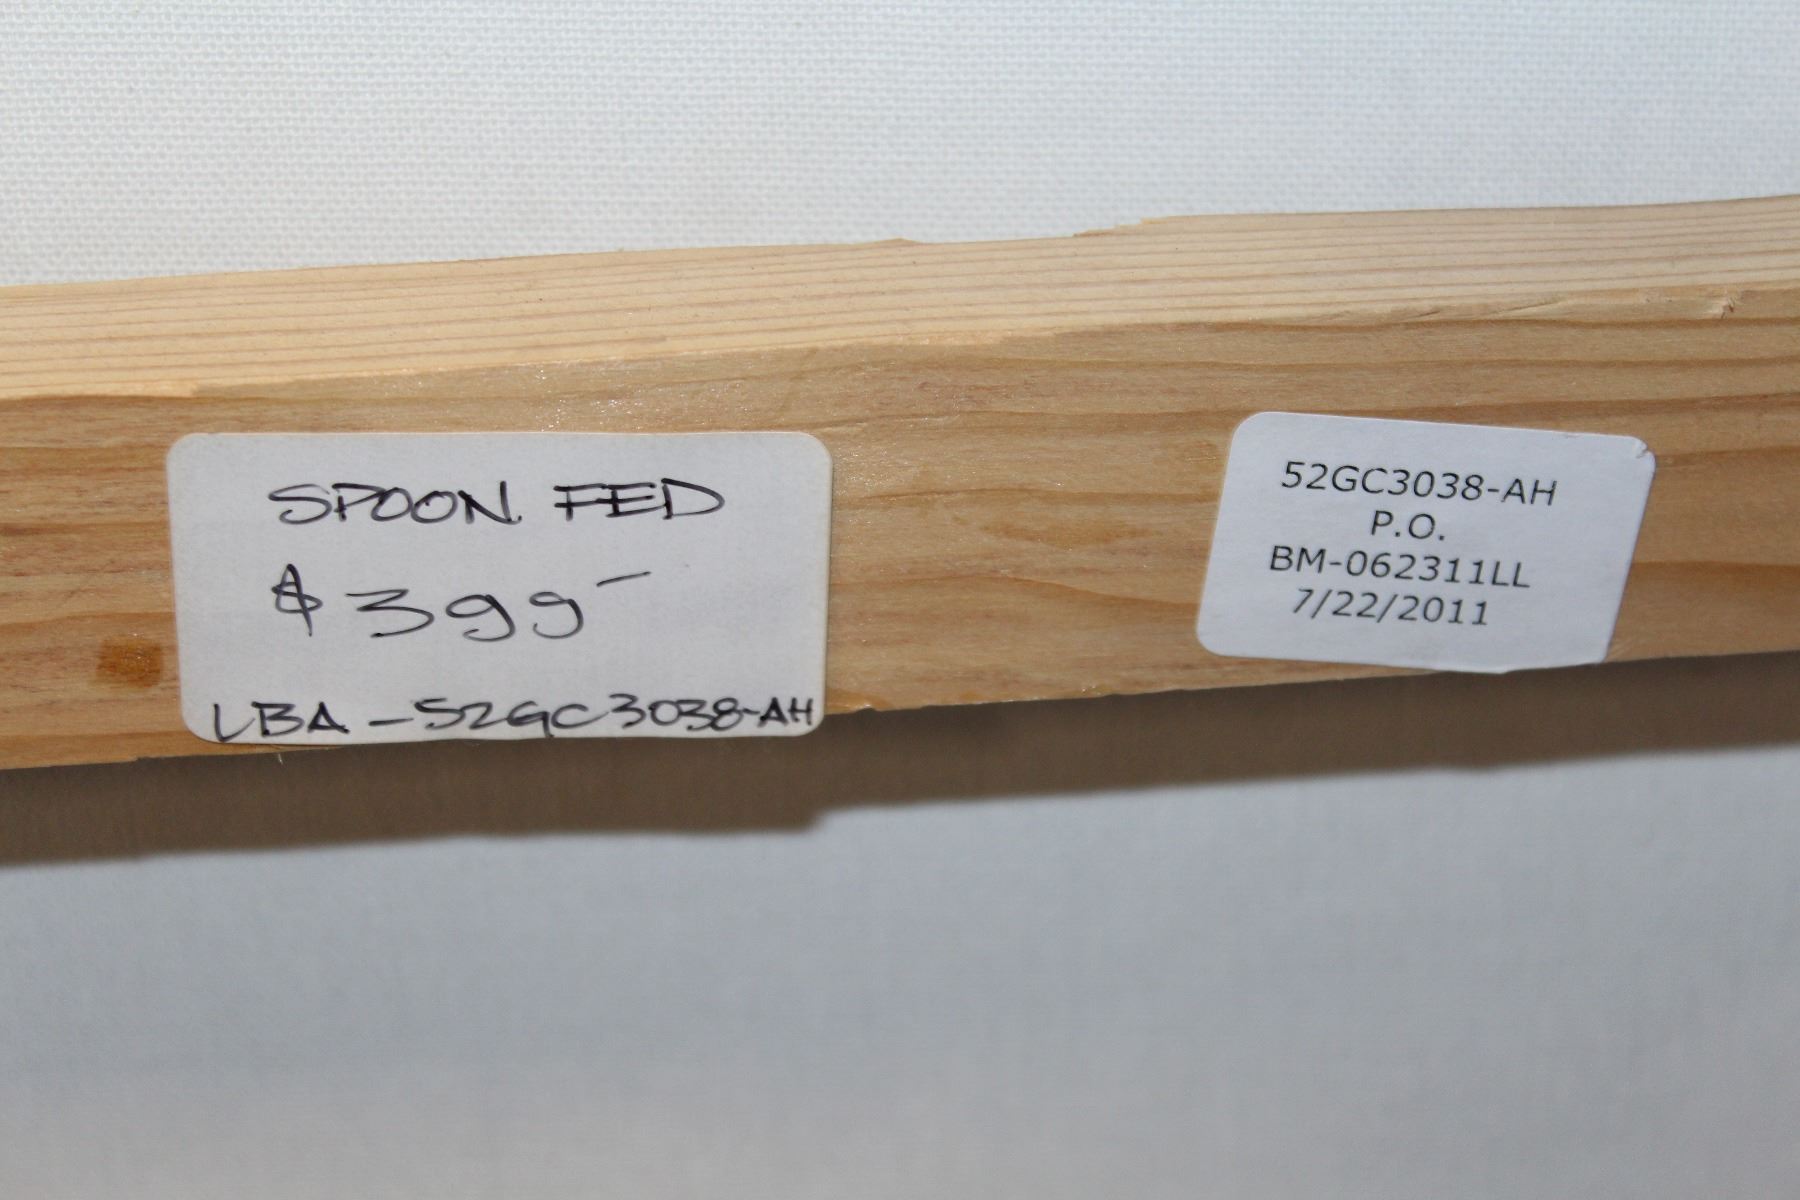 SPOON FED
$399-
LBA-52GC3038-AH
52GC3038-AH
P.O.
BM-062311LL
7/22/2011